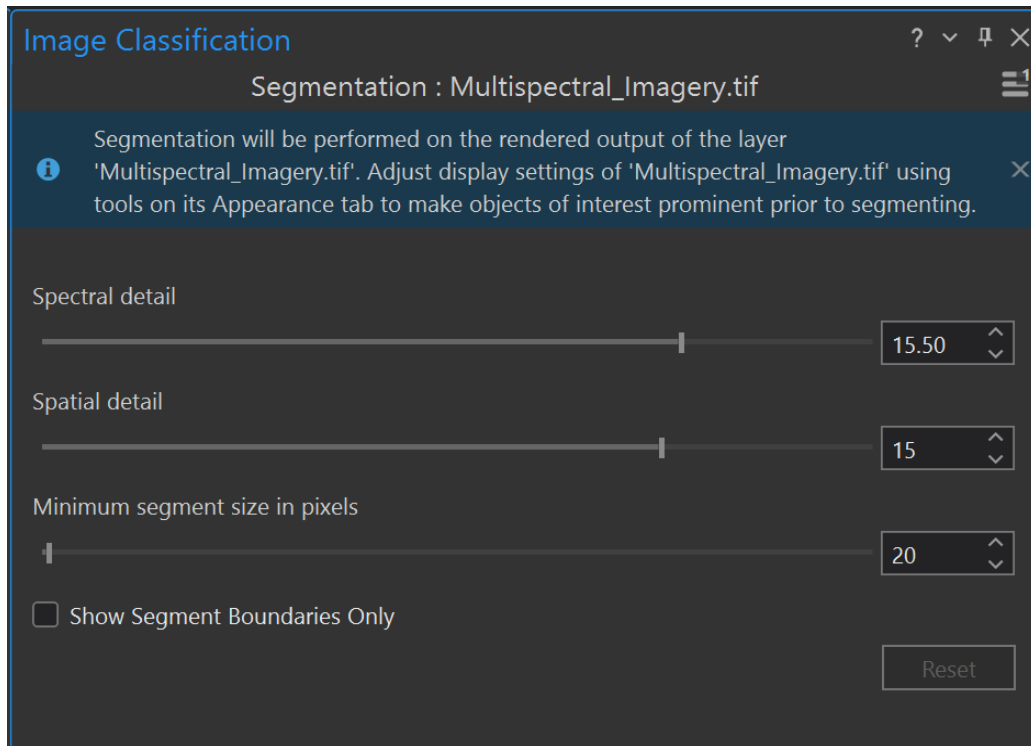 Image Classification
?
Segmentation : Multispectral_Imagery.tif
1
Segmentation will be performed on the rendered output of the layer
'Multispectral_Imagery.tif'. Adjust display settings of 'Multispectral_Imagery.tif' using
tools on its Appearance tab to make objects of interest prominent prior to segmenting.
Spectral detail
15.50
Spatial detail
15
Minimum segment size in pixels
20
Show Segment Boundaries Only
Reset